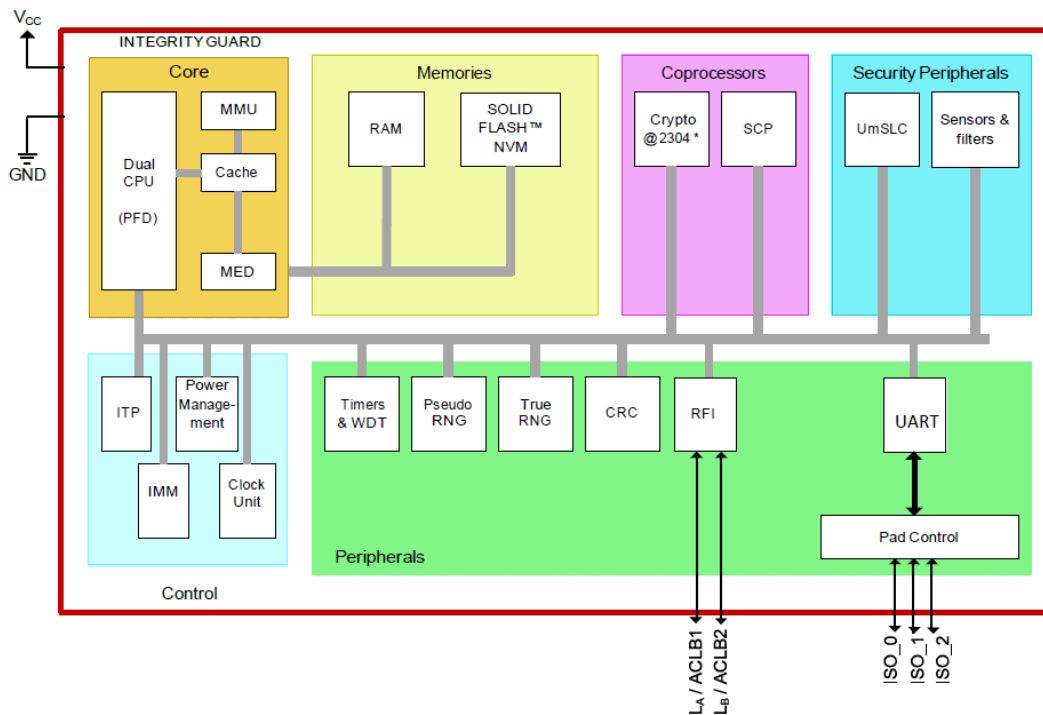 VCC
INTEGRITY GUARD
GND
Core
Dual
CPU
(PFD)
MMU
Cache
MED
Memories
RAM
SOLID
FLASH™
NVM
Coprocessors
Crypto
@2304 *
SCP
Security Peripherals
UmSLC
Sensors &
filters
ITP
Power
Manage-
ment
IMM
Clock
Unit
Control
Timers
& WDT
Pseudo
RNG
True
RNG
CRC
RFI
UART
Pad Control
Peripherals
LA / ACLB1
LB / ACLB2
ISO_0
ISO_1
ISO_2